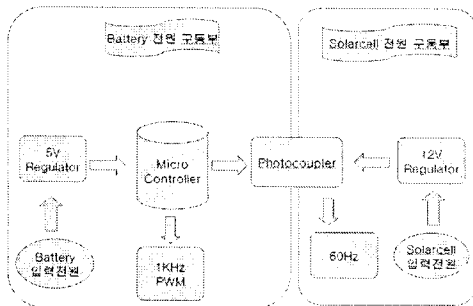 Battery 전원 구동부
Solarcell 전원 구동부
5V
Regulator
Micro
Controller
Photocoupler
12V
Regulator
Battery
입력전원
1KHz
PWM
60Hz
Solarcell
입력전원